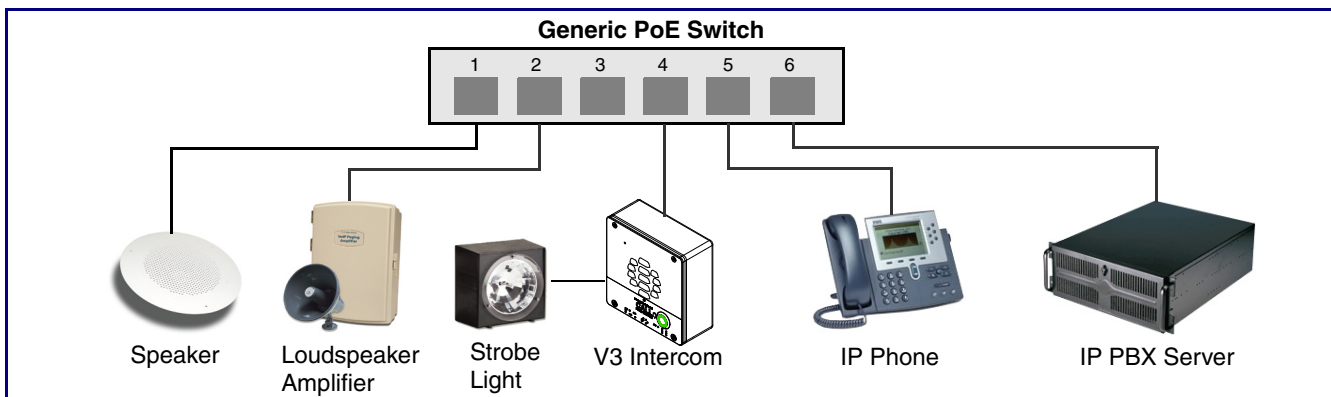 Generic PoE Switch
1 2 3 4 5 6
Speaker
Loudspeaker
Amplifier
Strobe
Light
V3 Intercom
IP Phone
IP PBX Server